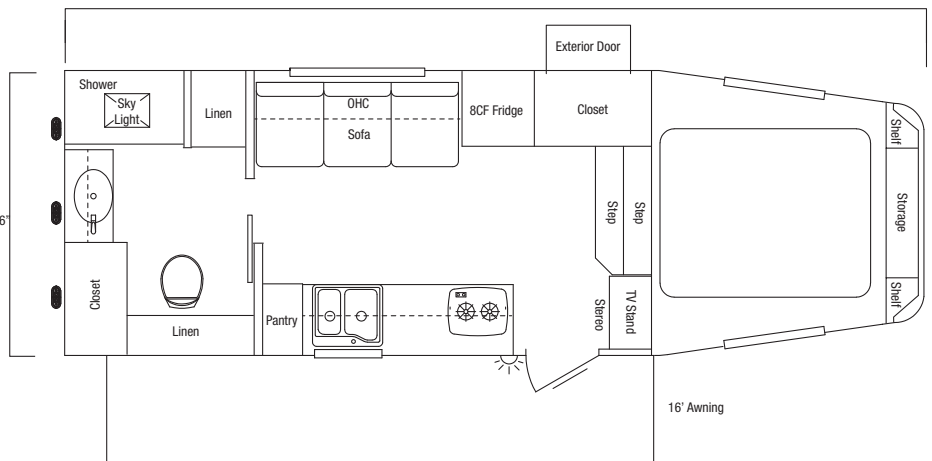 Exterior Door
Shower
Sky
Light
Linen
OHC
Sofa
8CF Fridge
Closet
Shelf
Storage
Shelf
Step
Step
6"
Closet
Linen
Pantry
Stereo
TV Stand
16' Awning